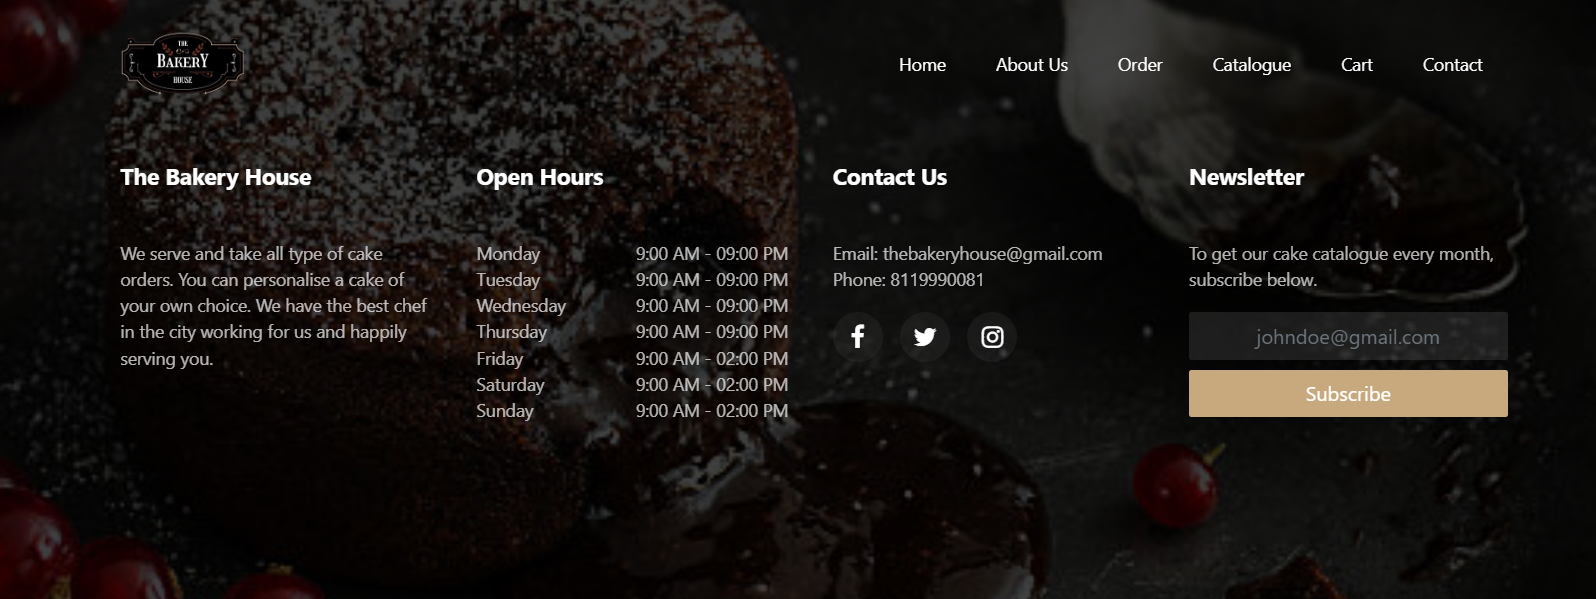 THE
BAKERY
HOUSE
Home About Us Order Catalogue Cart Contact
The Bakery House
We serve and take all type of cake
orders. You can personalise a cake of
your own choice. We have the best chef
in the city working for us and happily
serving you.
Open Hours
Monday 9:00 AM - 09:00 PM
Tuesday 9:00 AM - 09:00 PM
Wednesday 9:00 AM - 09:00 PM
Thursday 9:00 AM - 09:00 PM
Friday 9:00 AM - 02:00 PM
Saturday 9:00 AM - 02:00 PM
Sunday 9:00 AM - 02:00 PM
Contact Us
Email: thebakeryhouse@gmail.com
Phone: 8119990081
Newsletter
To get our cake catalogue every month,
subscribe below.
johndoe@gmail.com
Subscribe